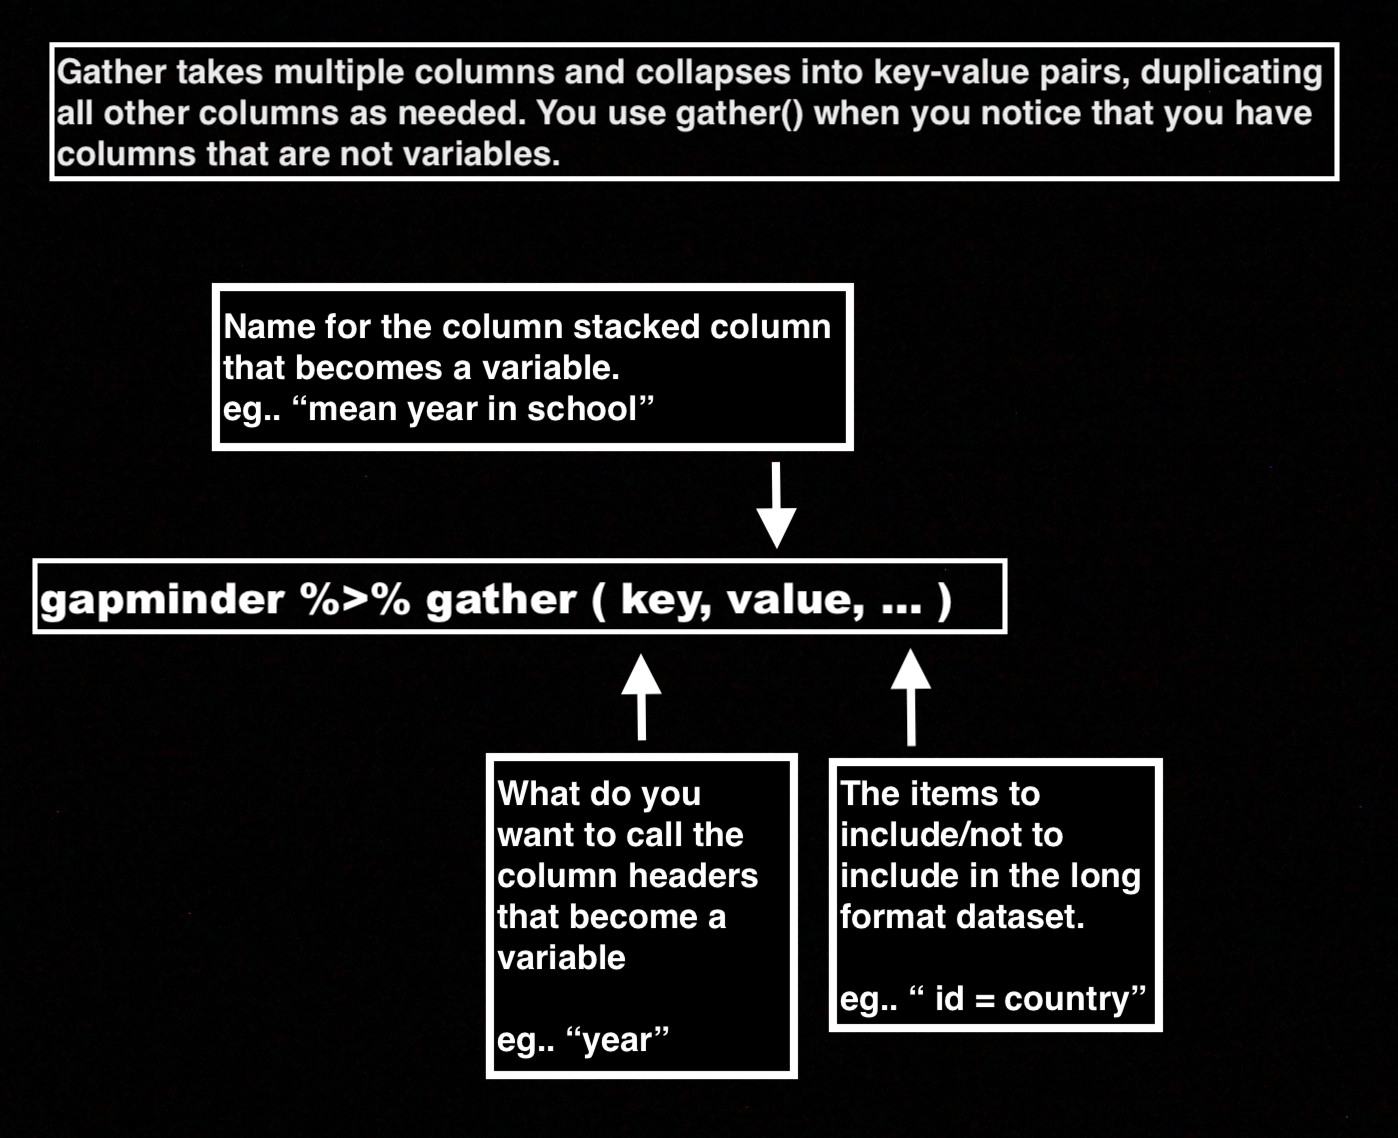 Gather takes multiple columns and collapses into key-value pairs, duplicating
all other columns as needed. You use gather() when you notice that you have
columns that are not variables.
Name for the column stacked column
that becomes a variable.
eg.. “mean year in school”
gapminder %>% gather ( key, value, ... )
What do you
want to call the
column headers
that become a
variable
eg.. “year”
The items to
include/not to
include in the long
format dataset.
eg.. “ id = country”